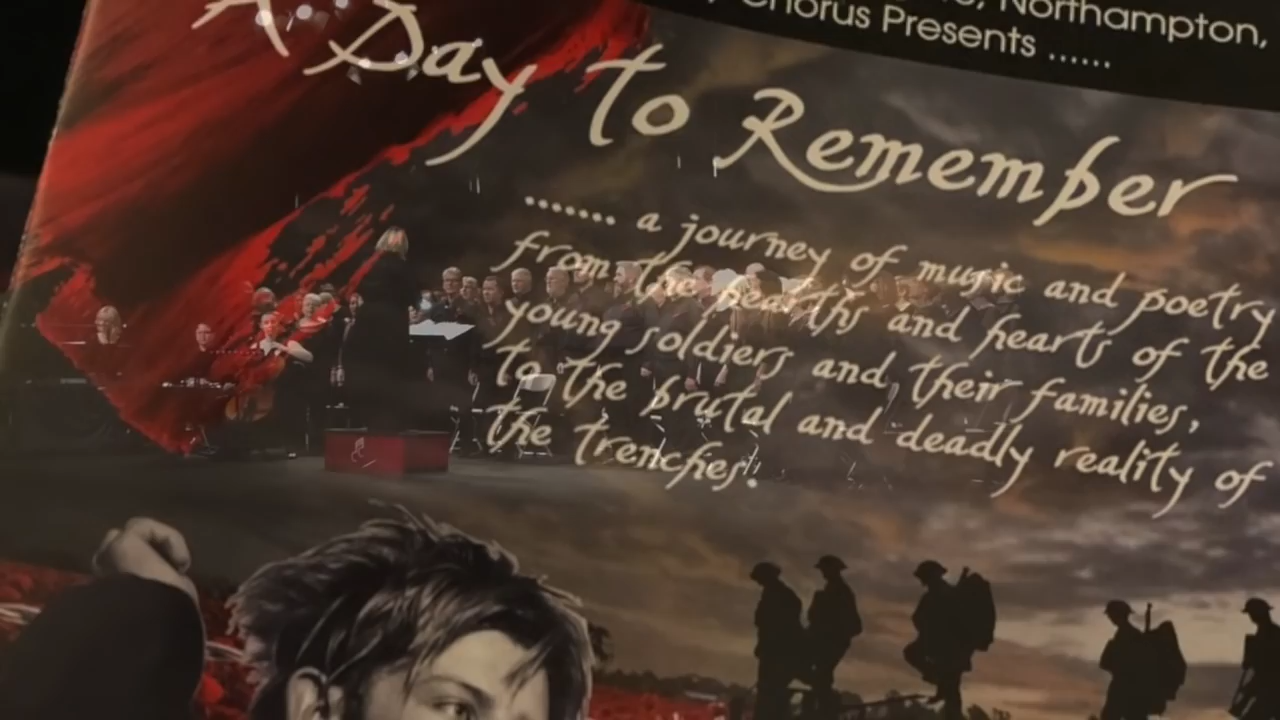 Northampton,
Chorus Presents ......
A Day to Remember
....... a journey of music and poetry
from the hearths and hearts of the
young soldiers and their families,
to the brutal and deadly reality of
the trenches.